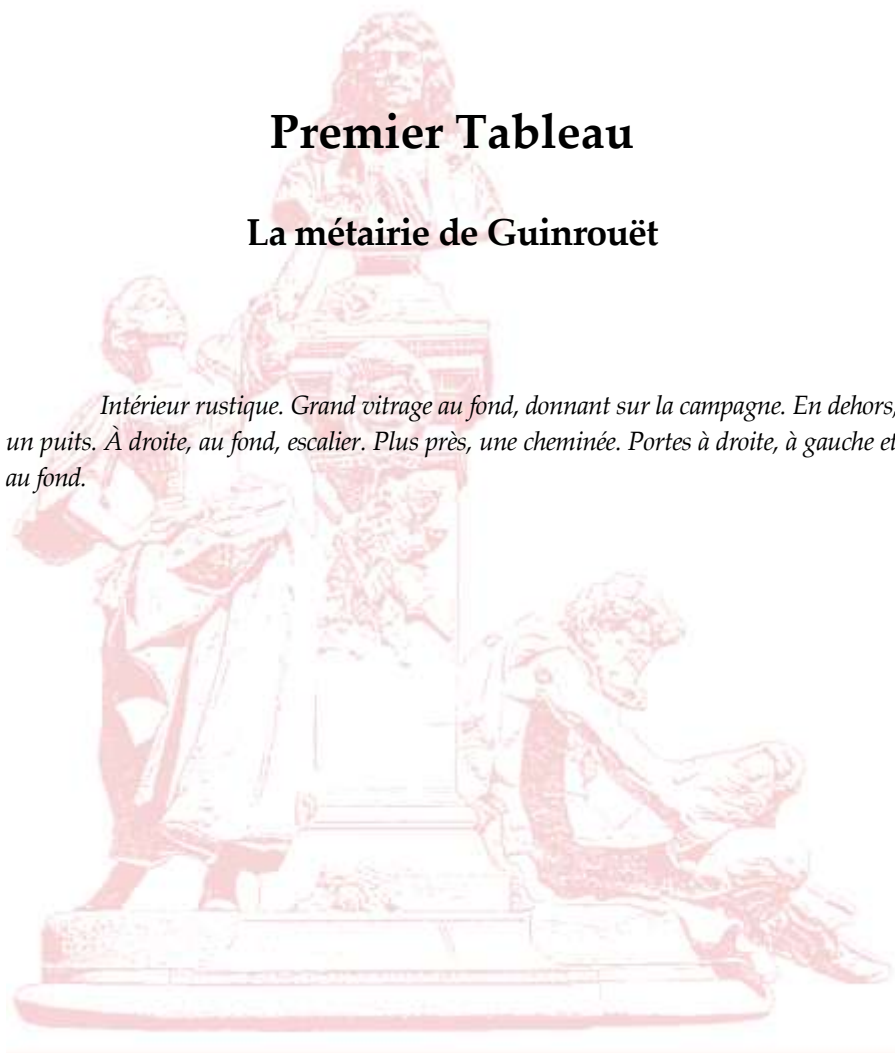 Premier Tableau
La métairie de Guinrouët
Intérieur rustique. Grand vitrage au fond, donnant sur la campagne. En dehors,
un puits. À droite, au fond, escalier. Plus près, une cheminée. Portes à droite, à gauche et
au fond.